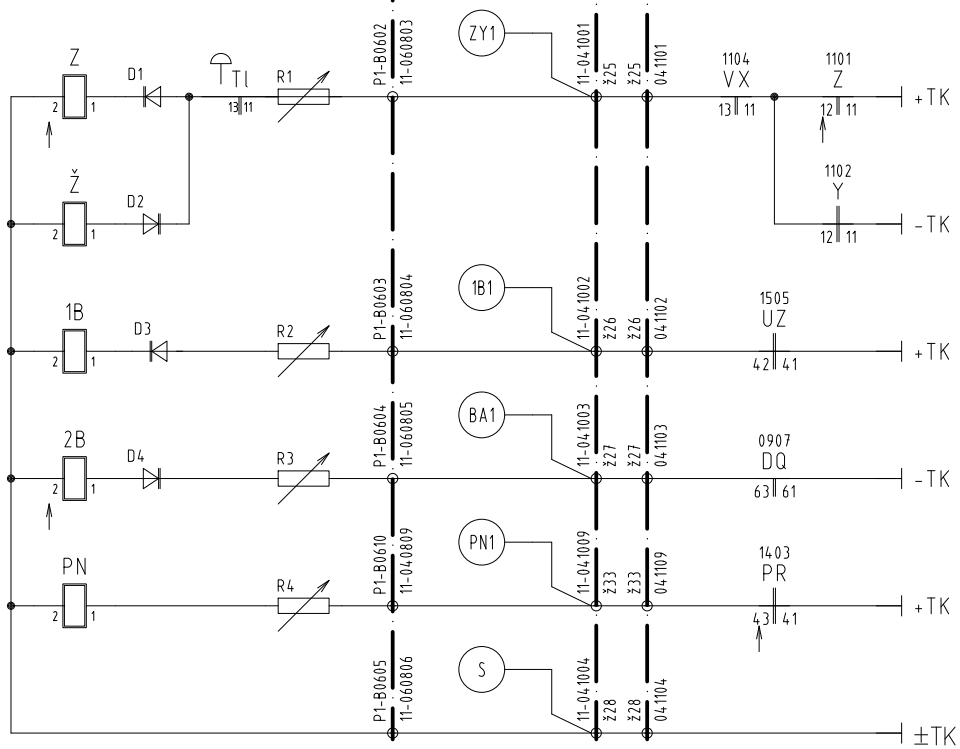 Z
D1
Tl
R1
P1-B0602
11-060803
ZY1
11-041001
Ž25
Ž25
041101
1104
VX
1101
Z
2 1
13 11
13 11
12 11
+TK
Ž
D2
1102
Y
2 1
12 11
-TK
1B
D3
R2
P1-B0603
11-060804
1B1
11-041002
Ž26
Ž26
041102
1505
UZ
2 1
42 41
+TK
2B
D4
R3
P1-B0604
11-060805
BA1
11-041003
Ž27
Ž27
041103
0907
DQ
2 1
63 61
-TK
PN
R4
P1-B0610
11-040809
PN1
11-041009
Ž33
Ž33
041109
1403
PR
2 1
43 41
+TK
P1-B0605
11-060806
S
11-041004
Ž28
Ž28
041104
±TK